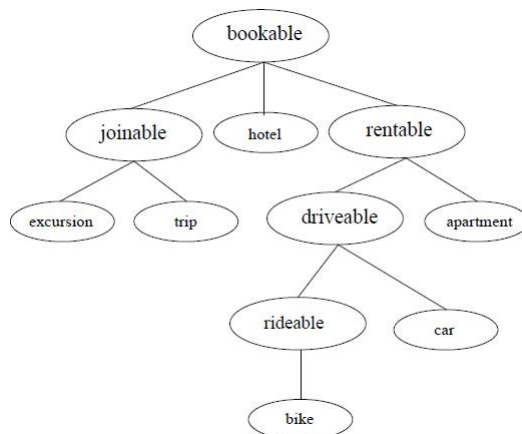 bookable
joinable
hotel
rentable
excursion
trip
driveable
apartment
rideable
car
bike